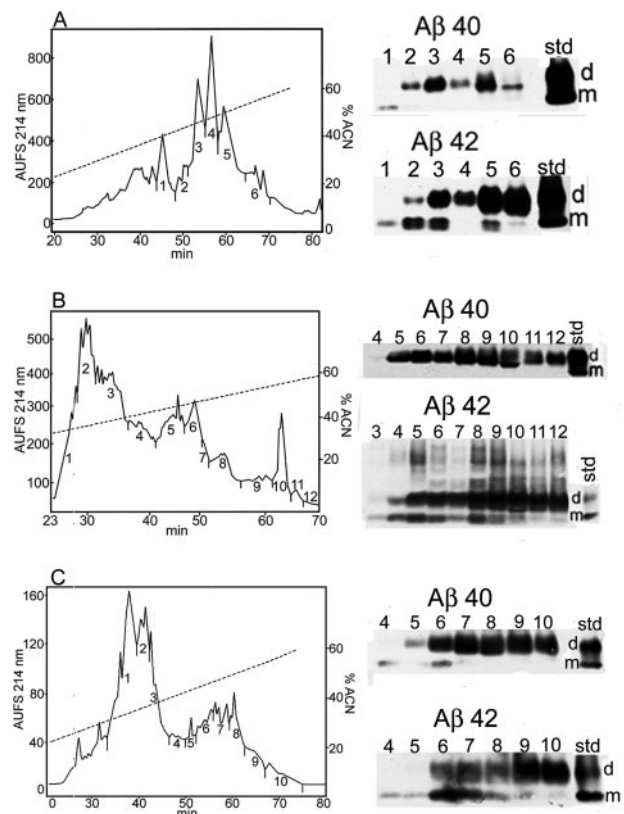 A
AUFS 214 nm
800
600
400
200
0
20 30 40 50 60 70 80
min
60
40
20
0
% ACN
1 2 3 4 5 6
Aβ 40
1 2 3 4 5 6 std
d
m
Aβ 42
1 2 3 4 5 6 std
d
m
B
AUFS 214 nm
500
400
300
200
100
23 30 40 50 60 70
min
60
40
20
% ACN
1 2 3 4 5 6 7 8 9 10 11 12
Aβ 40
4 5 6 7 8 9 10 11 12 std
d
m
Aβ 42
3 4 5 6 7 8 9 10 11 12 std
d
m
C
AUFS 214 nm
160
120
80
40
0
0 30 40 50 60 70 80
min
60
40
20
0
% ACN
1 2 3 4 5 6 7 8 9 10
Aβ 40
4 5 6 7 8 9 10 std
d
m
Aβ 42
4 5 6 7 8 9 10 std
d
m